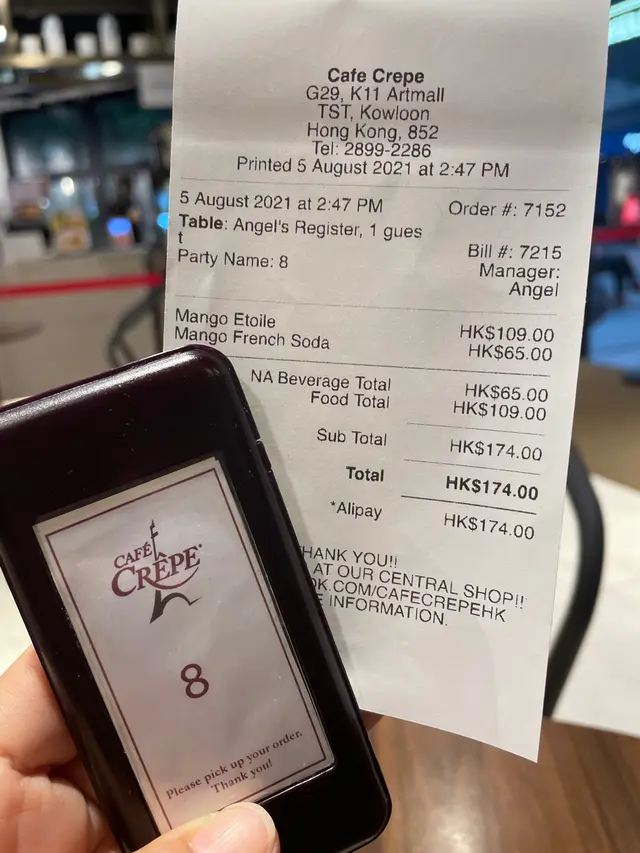 Cafe Crepe
G29, K11 Artmall
TST, Kowloon
Hong Kong, 852
Tel: 2899-2286
Printed 5 August 2021 at 2:47 PM
5 August 2021 at 2:47 PM Order #: 7152
Table: Angel's Register, 1 gues
t Bill #: 7215
Party Name: 8 Manager:
Angel
Mango Etoile HK$109.00
Mango French Soda HK$65.00
NA Beverage Total HK$65.00
Food Total HK$109.00
Sub Total HK$174.00
Total HK$174.00
*Alipay HK$174.00
HANK YOU!!
AT OUR CENTRAL SHOP!!
OK.COM/CAFECREPEHK
E INFORMATION.
CAFÉ
CRÊPE
8
Please pick up your order.
Thank you!